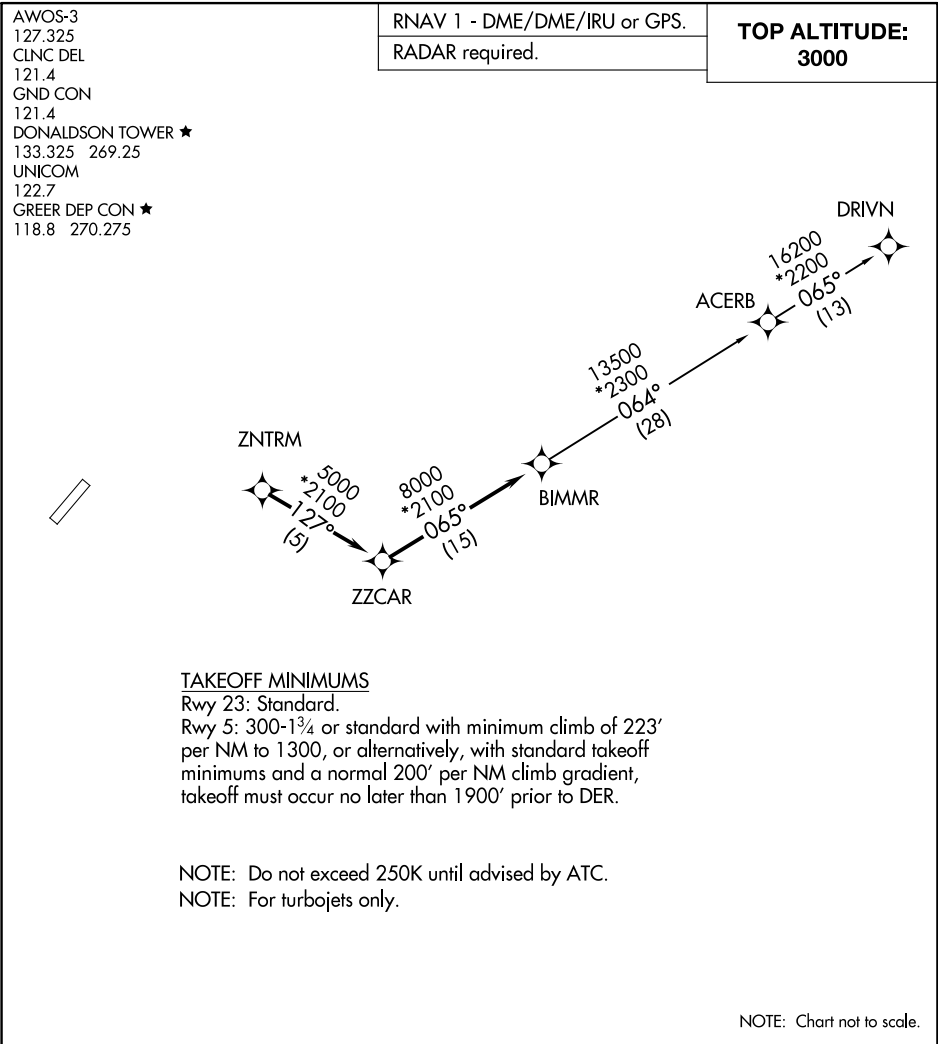 AWOS-3
127.325
CLNC DEL
121.4
GND CON
121.4
DONALDSON TOWER ★
133.325 269.25
UNICOM
122.7
GREER DEP CON ★
118.8 270.275
RNAV 1 - DME/DME/IRU or GPS.
RADAR required.
TOP ALTITUDE:
3000
DRIVN
16200
*2200
065°
(13)
ACERB
13500
*2300
064°
(28)
ZNTRM
5000
*2100
127°
(5)
8000
*2100
065°
(15)
BIMMR
ZZCAR
TAKEOFF MINIMUMS
Rwy 23: Standard.
Rwy 5: 300-1¾ or standard with minimum climb of 223′
per NM to 1300, or alternatively, with standard takeoff
minimums and a normal 200′ per NM climb gradient,
takeoff must occur no later than 1900′ prior to DER.
NOTE: Do not exceed 250K until advised by ATC.
NOTE: For turbojets only.
NOTE: Chart not to scale.